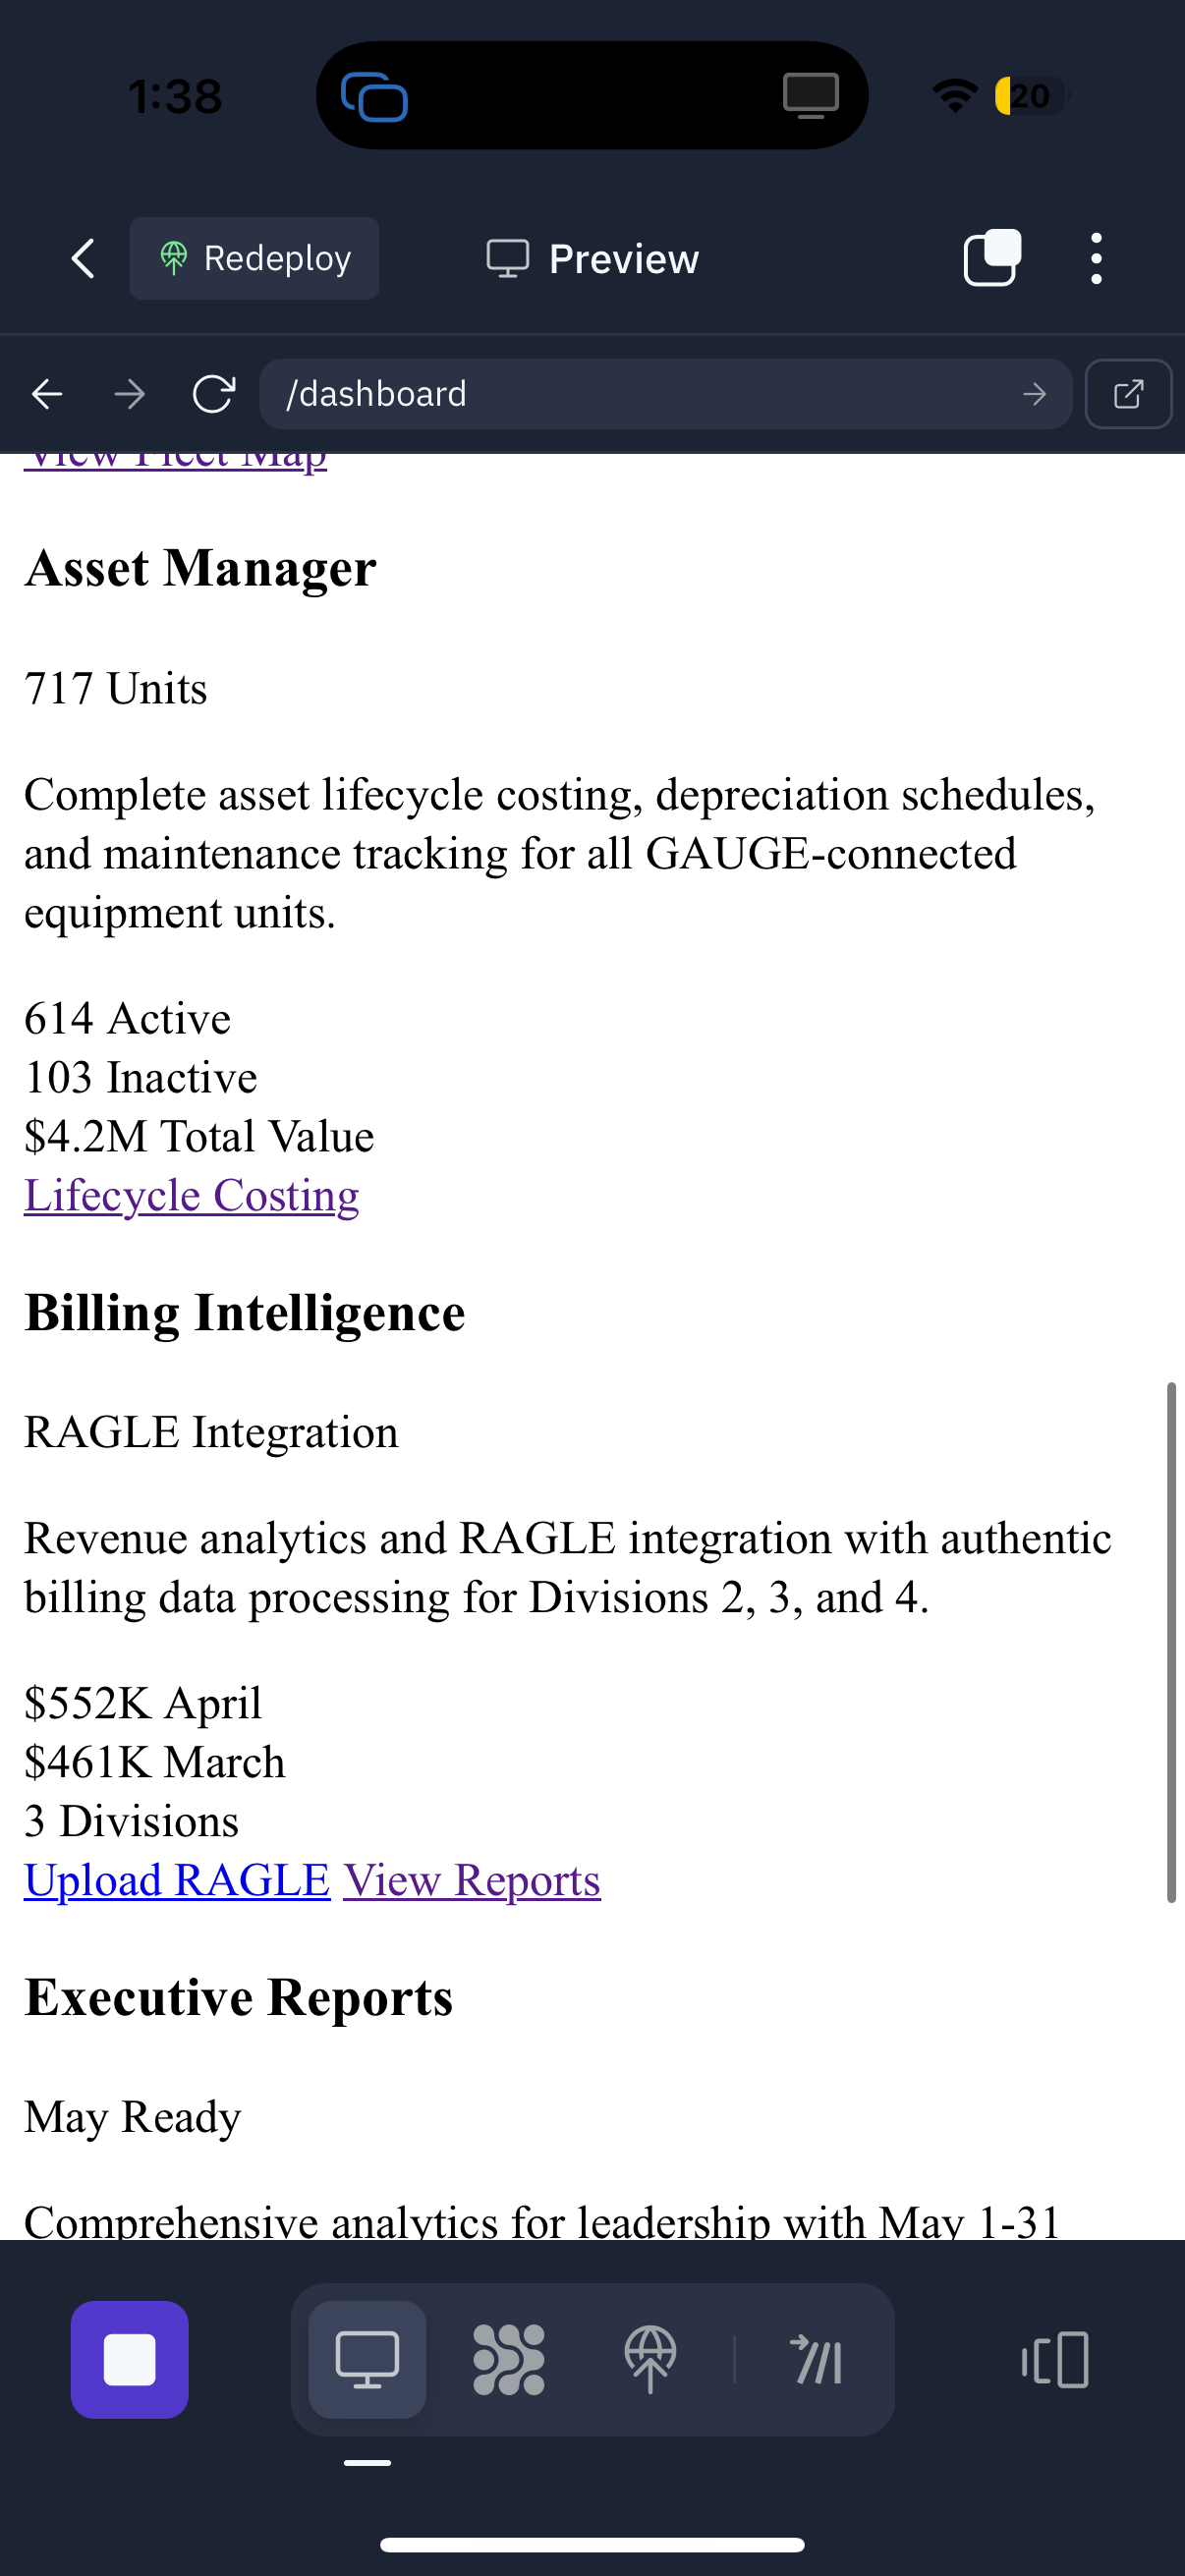 1:38
20
Redeploy
Preview
/dashboard
View Fleet Map
Asset Manager
717 Units
Complete asset lifecycle costing, depreciation schedules,
and maintenance tracking for all GAUGE-connected
equipment units.
614 Active
103 Inactive
$4.2M Total Value
Lifecycle Costing
Billing Intelligence
RAGLE Integration
Revenue analytics and RAGLE integration with authentic
billing data processing for Divisions 2, 3, and 4.
$552K April
$461K March
3 Divisions
Upload RAGLE View Reports
Executive Reports
May Ready
Comprehensive analytics for leadership with May 1-31